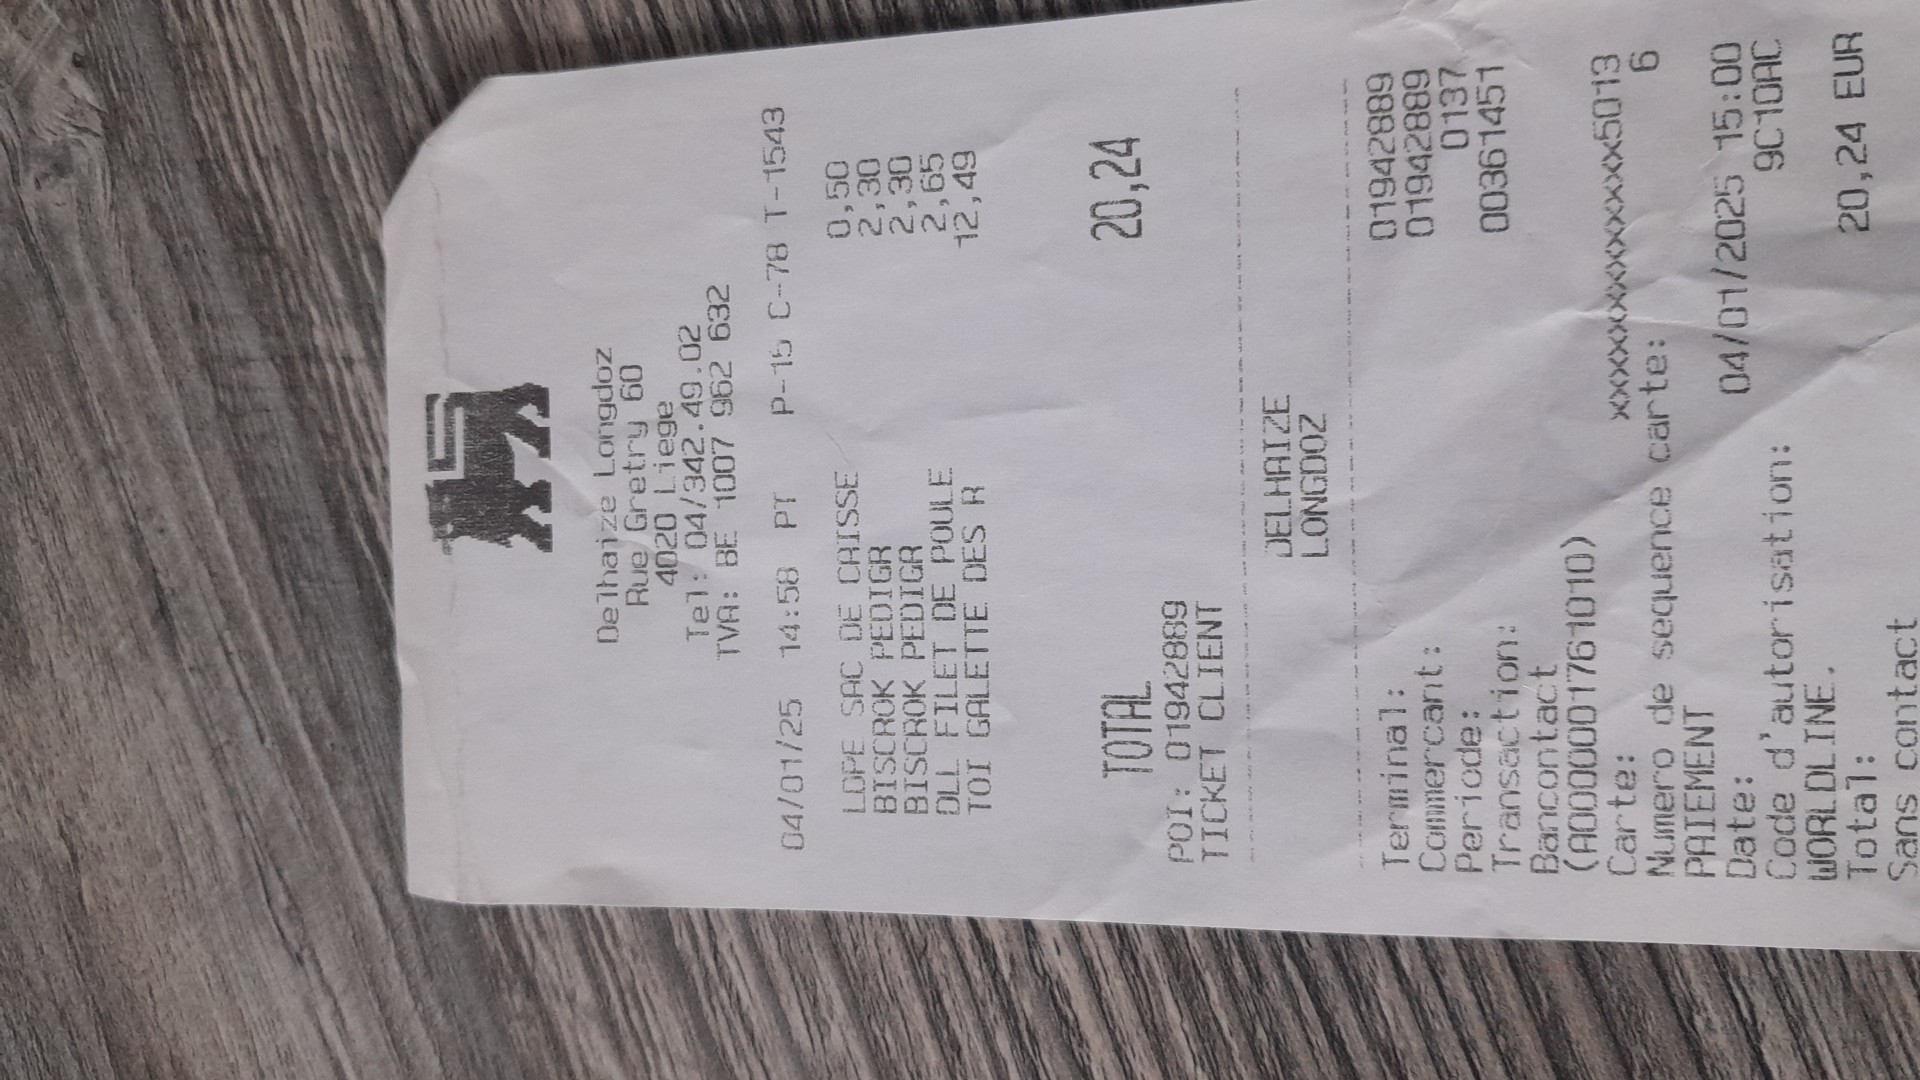 Delhaize Longdoz
Rue Gretry 60
4020 Liege
Tel: 04/342.49.02
TVA: BE 1007 962 632
04/01/25 14:58 PT P-15 C-78 T-1543
LDPE SAC DE CAISSE 0,50
BISCROK PEDIGR 2,30
BISCROK PEDIGR 2,30
DLL FILET DE POULE 2,65
TOI GALETTE DES R 12,49
TOTAL 20,24
POI: 01942889
TICKET CLIENT
DELHAIZE
LONGDOZ
Terminal: 01942889
Commercant: 01942889
Periode: 0137
Transaction: 00361451
Bancontact
(A0000017610010)
Carte: xxxxxxxxxxxxx5013
Numero de sequence carte: 6
PAIEMENT
Date: 04/01/2025 15:00
Code d'autorisation: 9C10AC
WORLDLINE.
Total: 20,24 EUR
Sans contact